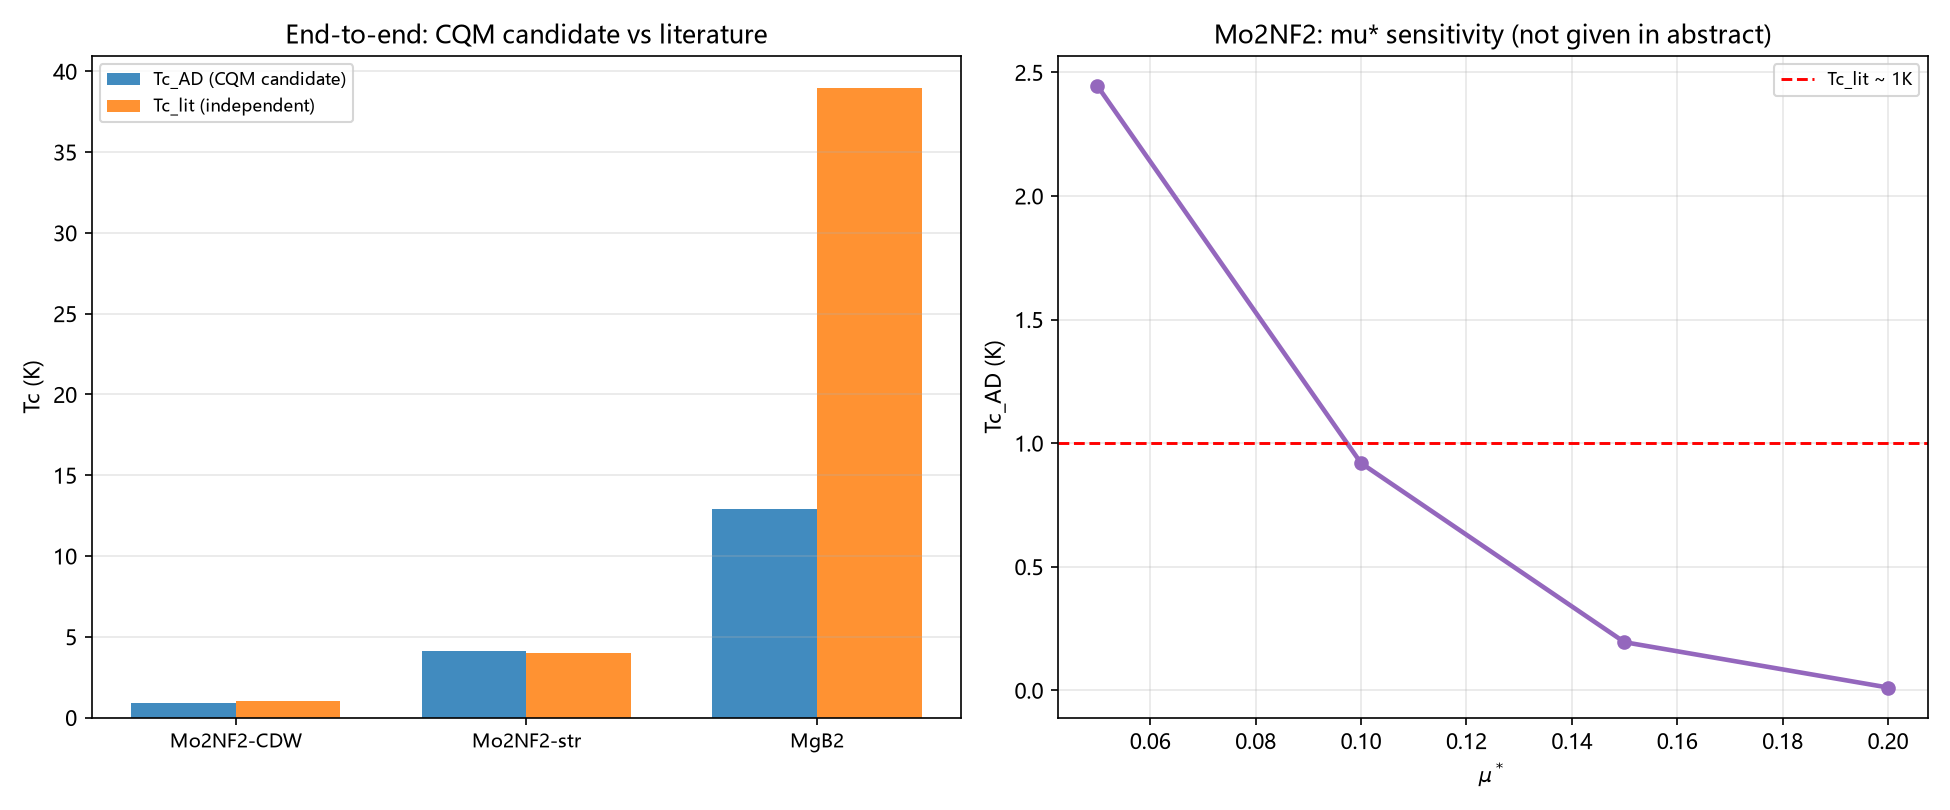 End-to-end: CQM candidate vs literature
Tc_AD (CQM candidate)
Tc_lit (independent)
Tc (K)
40
35
30
25
20
15
10
5
0
Mo2NF2-CDW
Mo2NF2-str
MgB2
Mo2NF2: mu* sensitivity (not given in abstract)
Tc_lit ~ 1K
Tc_AD (K)
2.5
2.0
1.5
1.0
0.5
0.0
0.06
0.08
0.10
0.12
0.14
0.16
0.18
0.20
μ*